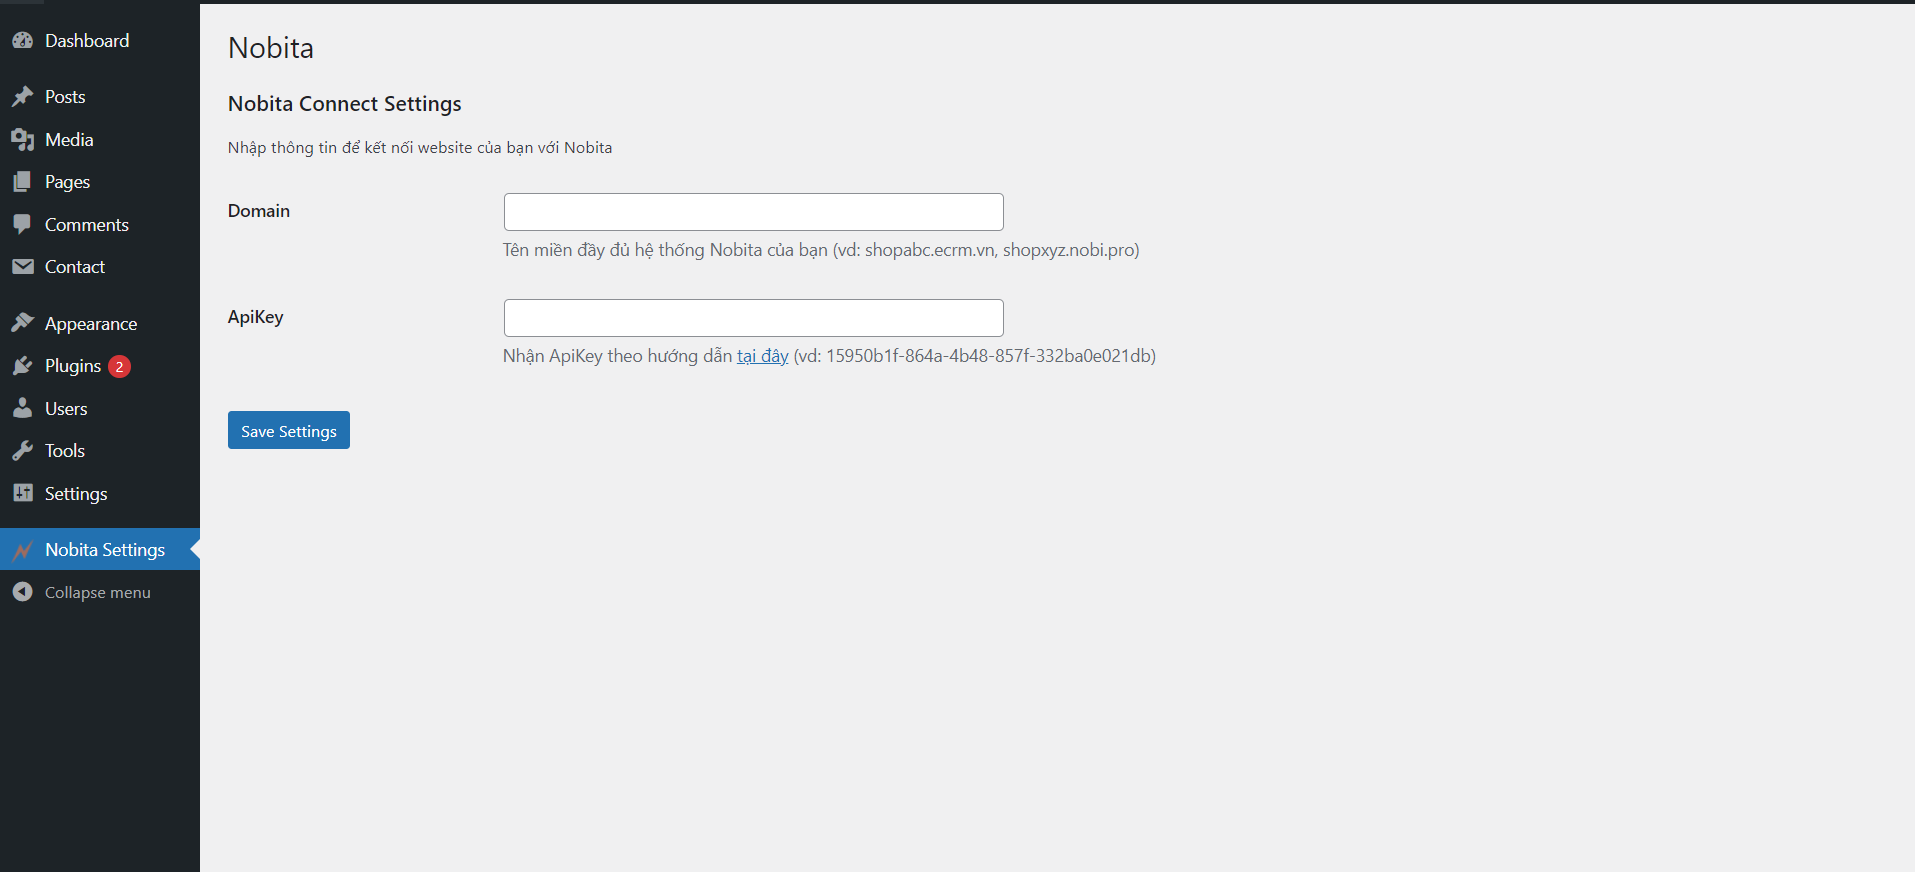 Dashboard
Posts
Media
Pages
Comments
Contact
Appearance
Plugins 2
Users
Tools
Settings
Nobita Settings
Collapse menu
Nobita
Nobita Connect Settings
Nhập thông tin để kết nối website của bạn với Nobita
Domain
Tên miền đầy đủ hệ thống Nobita của bạn (vd: shopabc.ecrm.vn, shopxyz.nobi.pro)
ApiKey
Nhận ApiKey theo hướng dẫn tại đây (vd: 15950b1f-864a-4b48-857f-332ba0e021db)
Save Settings